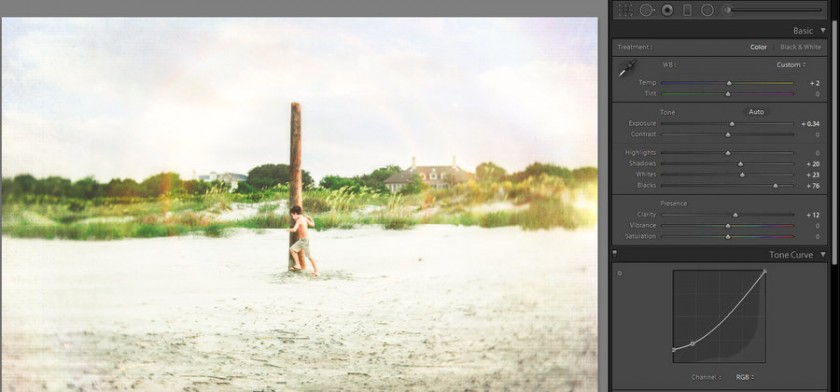 Basic
Treatment : Color Black & White
WB : Custom
Temp + 2
Tint 0
Tone Auto
Exposure + 0.34
Contrast 0
Highlights 0
Shadows + 20
Whites + 23
Blacks + 76
Presence
Clarity + 12
Vibrance 0
Saturation 0
Tone Curve
Channel : RGB